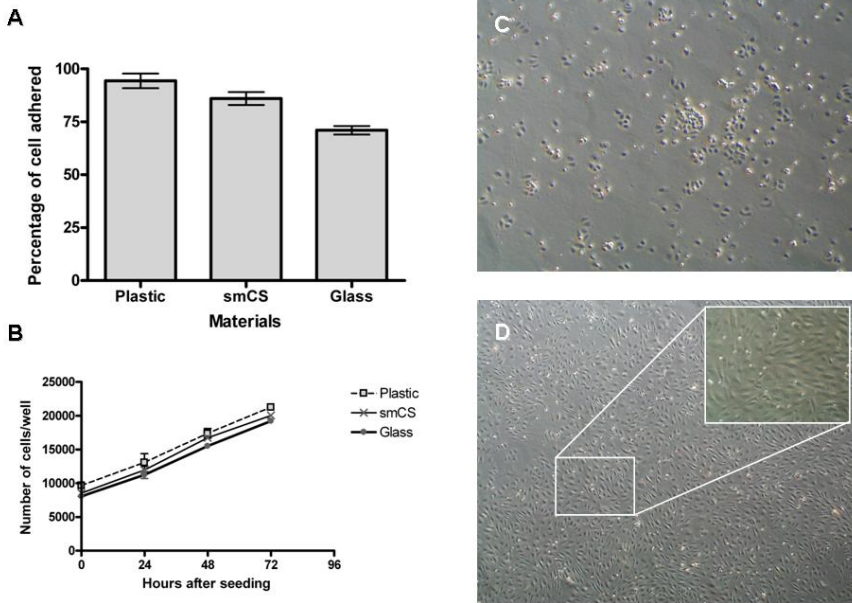 A
Percentage of cell adhered
100
75
50
25
0
Plastic smCS Glass
Materials
B
Number of cells/well
25000
20000
15000
10000
5000
0
0 24 48 72 96
Hours after seeding
Plastic
smCS
Glass
C
D